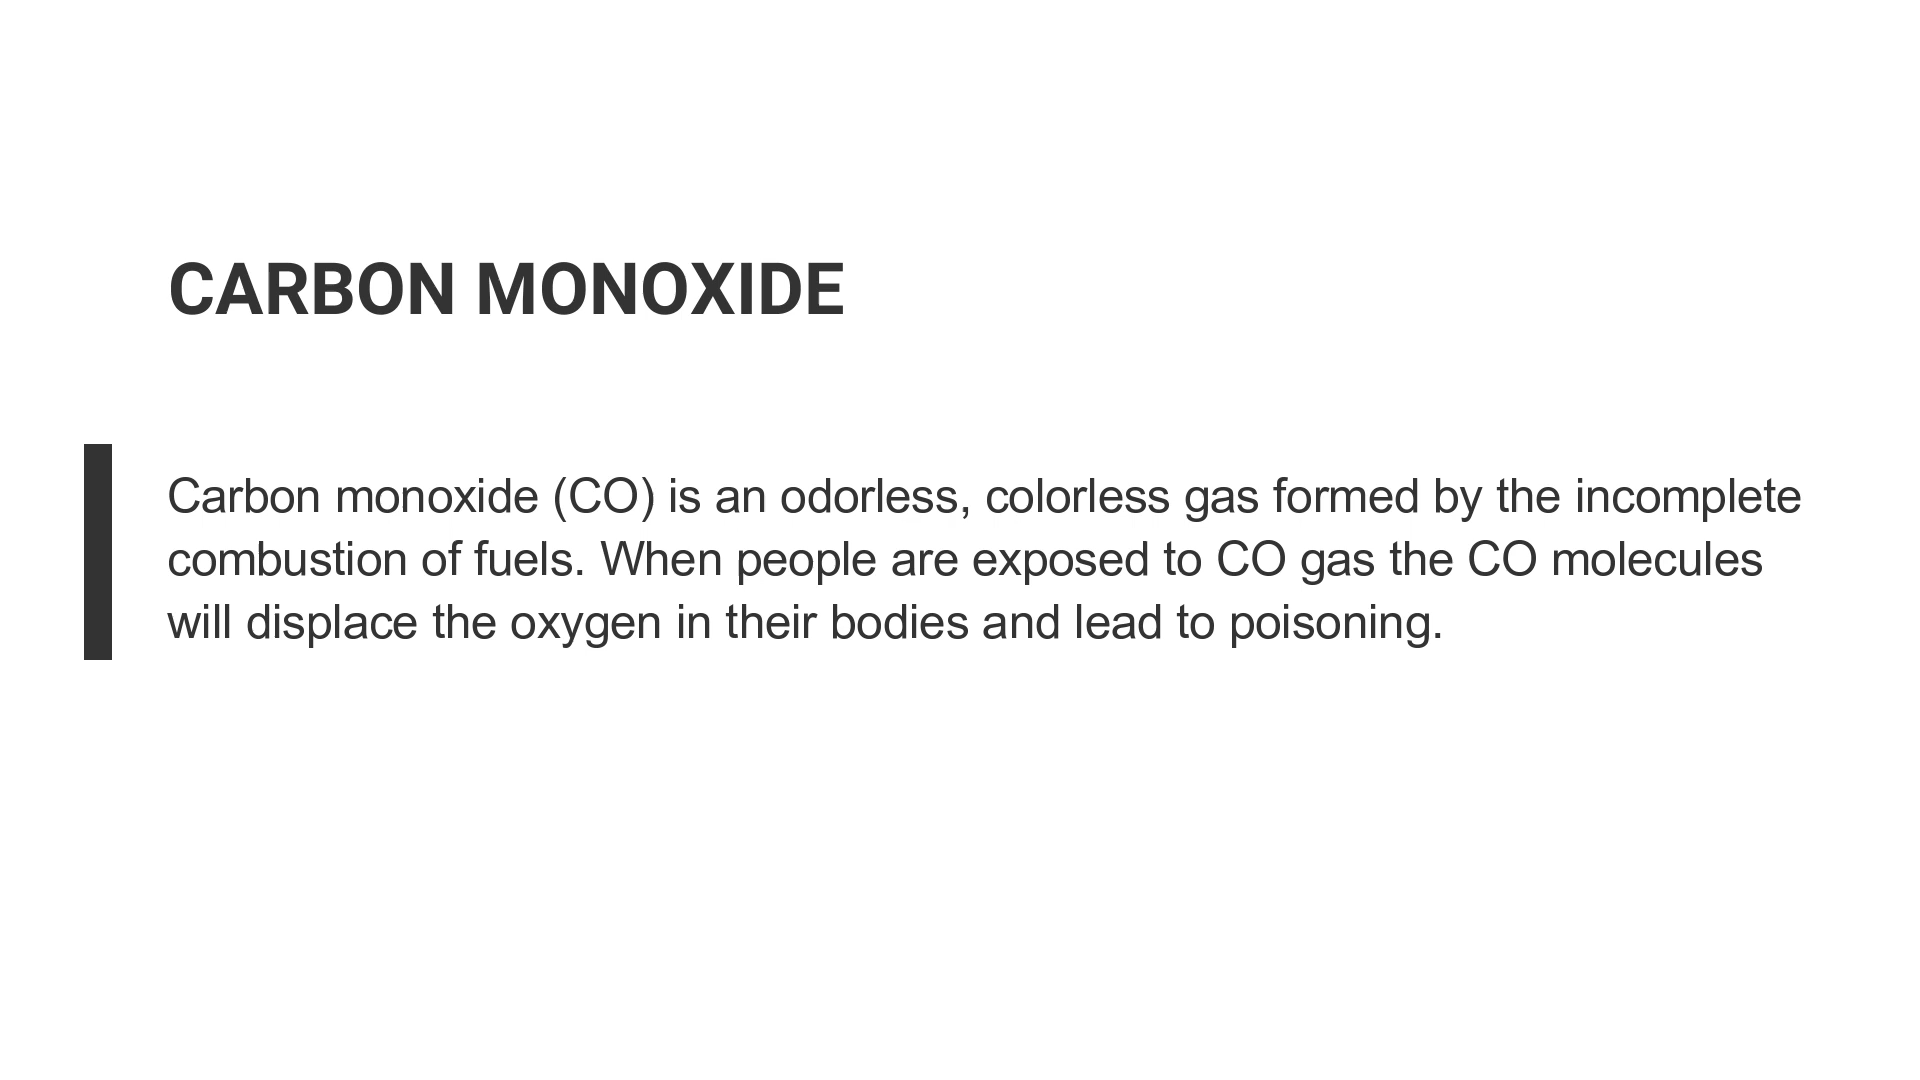 CARBON MONOXIDE
Carbon monoxide (CO) is an odorless, colorless gas formed by the incomplete
combustion of fuels. When people are exposed to CO gas the CO molecules
will displace the oxygen in their bodies and lead to poisoning.